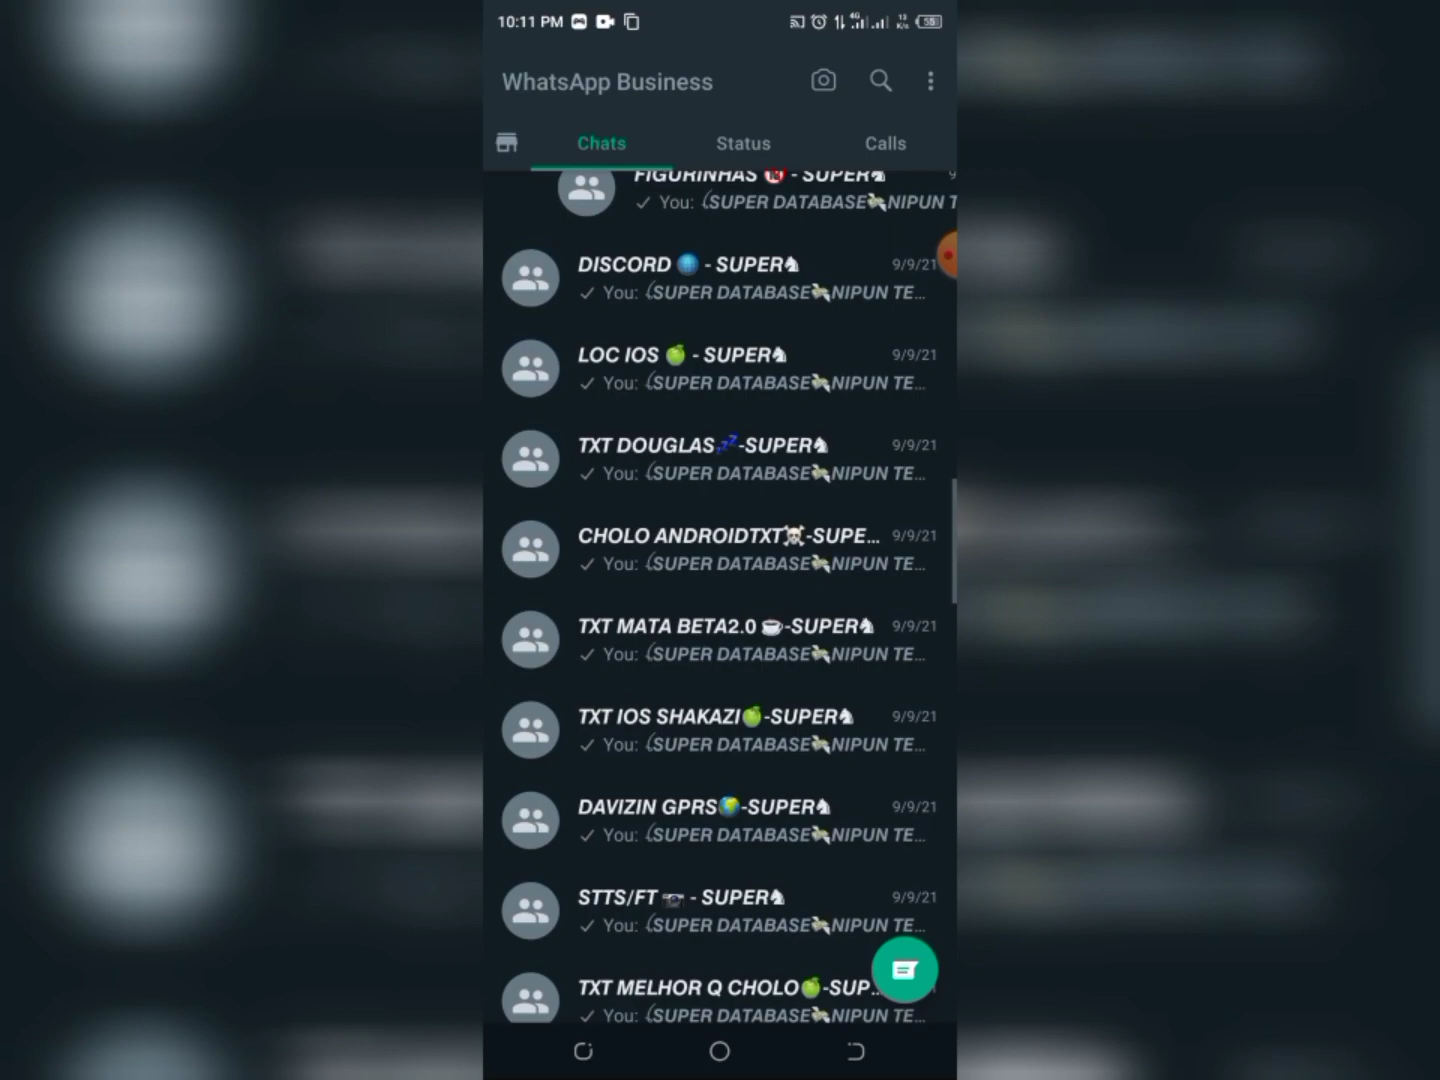 10:11 PM 4G 13 K/s 55
WhatsApp Business
Chats Status Calls
FIGURINHAS 🔞 - SUPER♞ 9
You: (SUPER DATABASE💸NIPUN T
DISCORD 🌐 - SUPER♞ 9/9/21
You: (SUPER DATABASE💸NIPUN TE...
LOC IOS 🍏 - SUPER♞ 9/9/21
You: (SUPER DATABASE💸NIPUN TE...
TXT DOUGLAS💤-SUPER♞ 9/9/21
You: (SUPER DATABASE💸NIPUN TE...
CHOLO ANDROIDTXT☠️-SUPE... 9/9/21
You: (SUPER DATABASE💸NIPUN TE...
TXT MATA BETA2.0 ☕-SUPER♞ 9/9/21
You: (SUPER DATABASE💸NIPUN TE...
TXT IOS SHAKAZI🍏-SUPER♞ 9/9/21
You: (SUPER DATABASE💸NIPUN TE...
DAVIZIN GPRS🌍-SUPER♞ 9/9/21
You: (SUPER DATABASE💸NIPUN TE...
STTS/FT 📷 - SUPER♞ 9/9/21
You: (SUPER DATABASE💸NIPUN TE...
TXT MELHOR Q CHOLO🍏-SUP...
You: (SUPER DATABASE💸NIPUN TE...